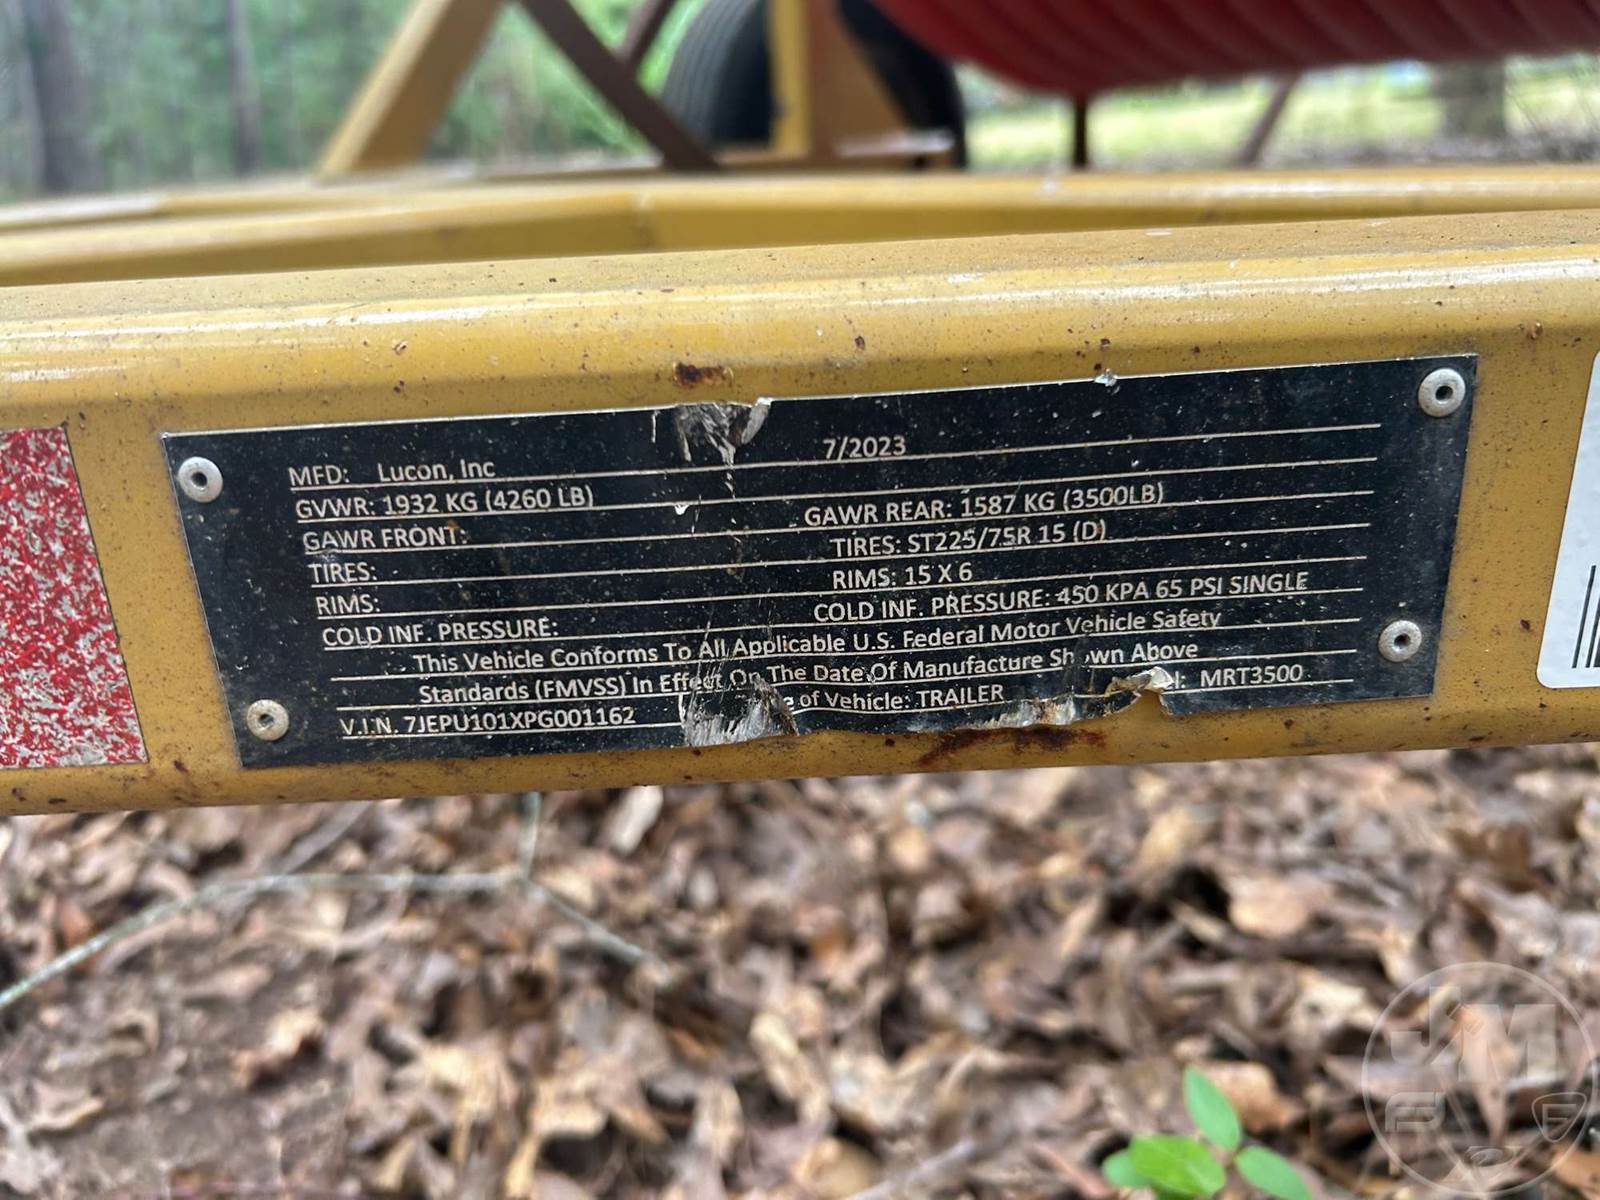 MFD: Lucon, Inc 7/2023
GVWR: 1932 KG (4260 LB)
GAWR FRONT: GAWR REAR: 1587 KG (3500LB)
TIRES: TIRES: ST225/75R 15 (D)
RIMS: RIMS: 15 X 6
COLD INF. PRESSURE: COLD INF. PRESSURE: 450 KPA 65 PSI SINGLE
This Vehicle Conforms To All Applicable U.S. Federal Motor Vehicle Safety
Standards (FMVSS) In Effect On The Date Of Manufacture Shown Above
V.I.N. 7JEPU101XPG001162 e of Vehicle: TRAILER l: MRT3500
J M